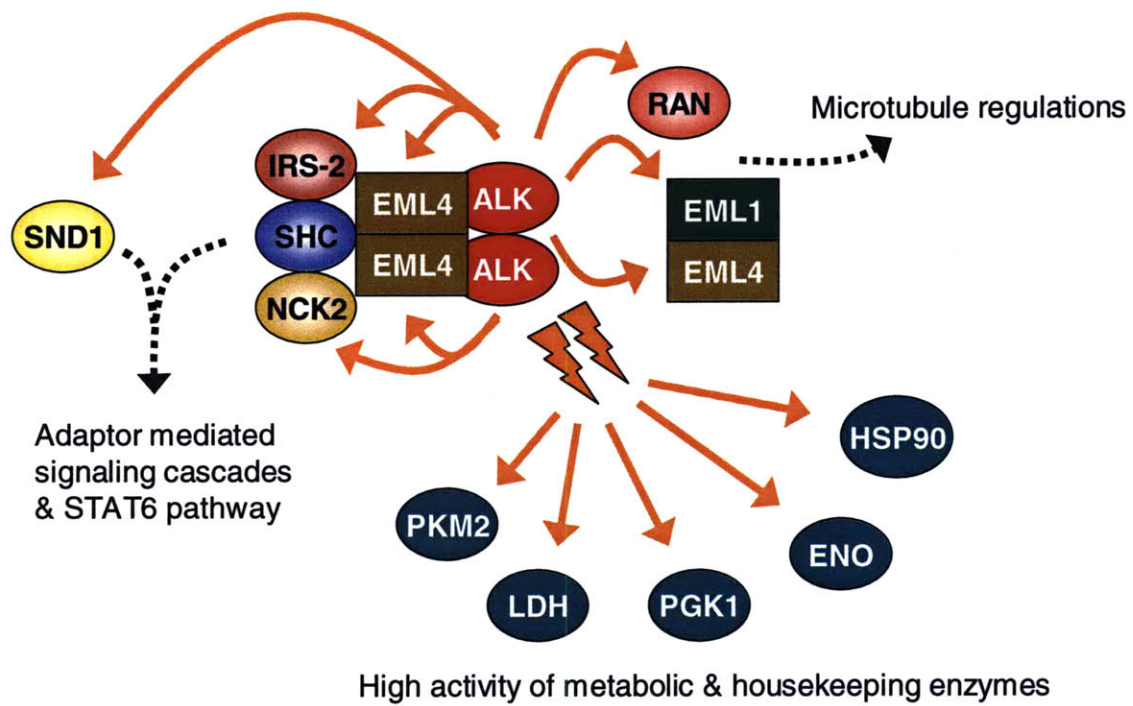 RAN
Microtubule regulations
IRS-2
EML4
ALK
EML1
SND1
SHC
EML4
ALK
EML4
NCK2
Adaptor mediated
signaling cascades
& STAT6 pathway
HSP90
PKM2
ENO
LDH
PGK1
High activity of metabolic & housekeeping enzymes